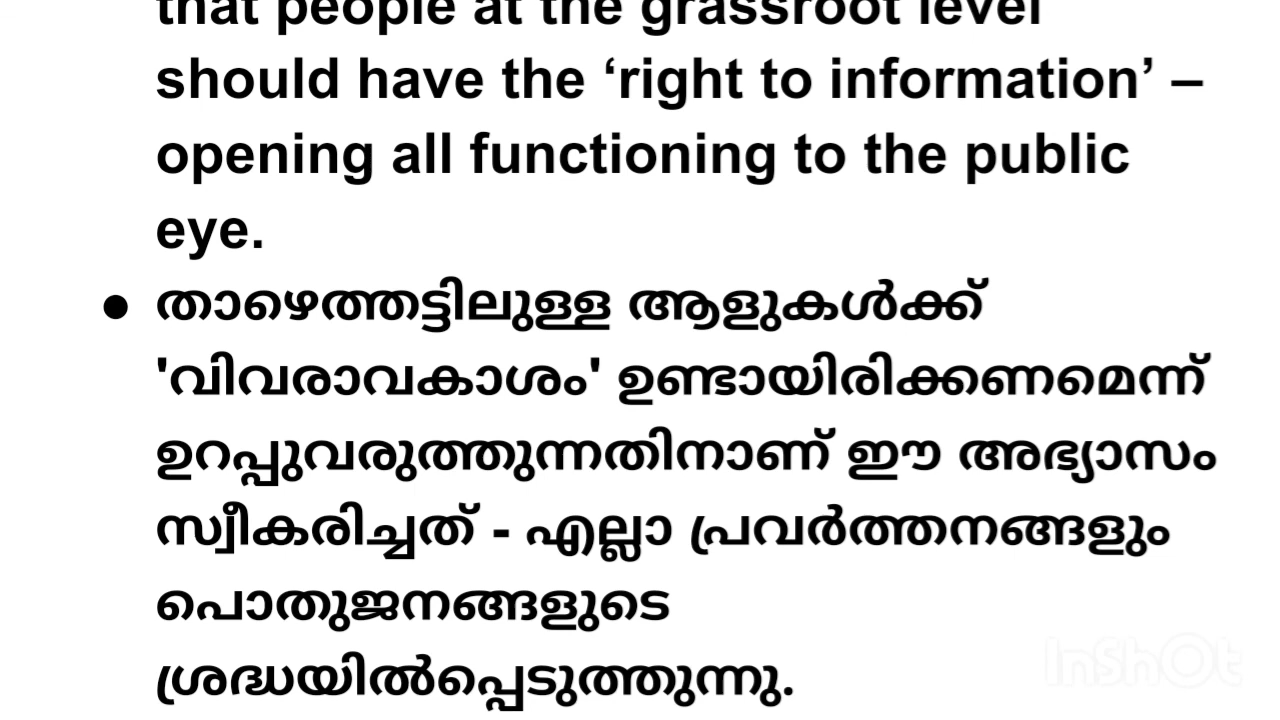 that people at the grassroot level
should have the ‘right to information’ –
opening all functioning to the public
eye.
● താഴെത്തട്ടിലുള്ള ആളുകൾക്ക്
'വിവരാവകാശം' ഉണ്ടായിരിക്കണമെന്ന്
ഉറപ്പുവരുത്തുന്നതിനാണ് ഈ അഭ്യാസം
സ്വീകരിച്ചത് - എല്ലാ പ്രവർത്തനങ്ങളും
പൊതുജനങ്ങളുടെ
ശ്രദ്ധയിൽപ്പെടുത്തുന്നു.
InShOt